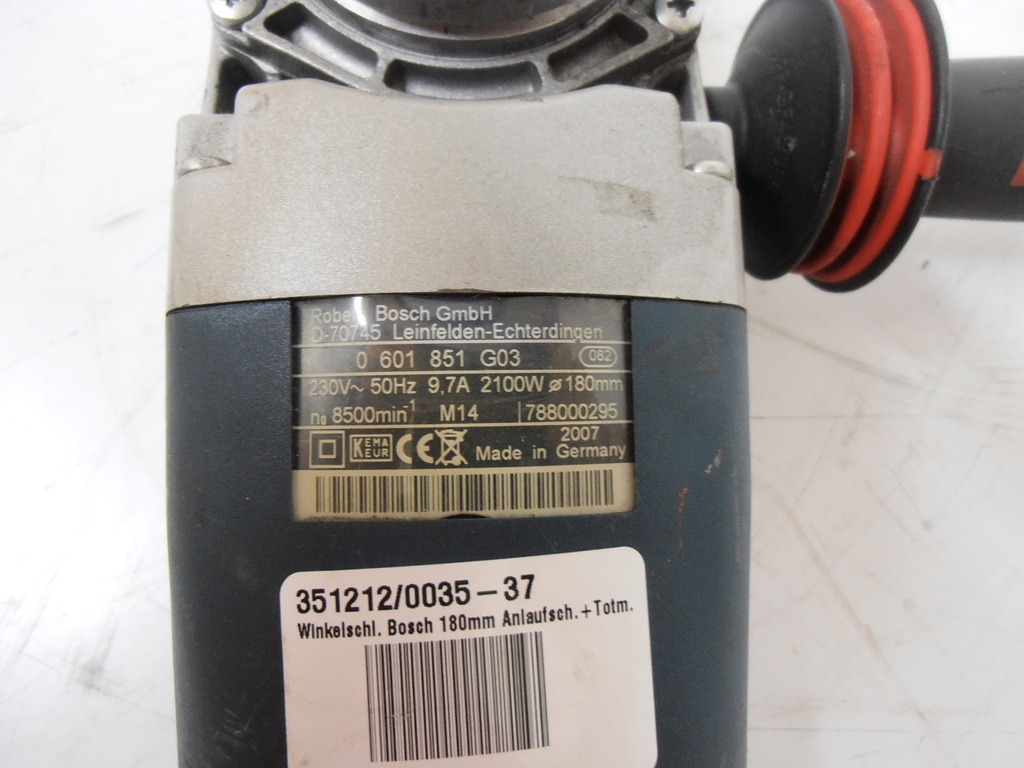 Robe Bosch GmbH
D-70745 Leinfelden-Echterdingen
0 601 851 G03 082
230V~ 50Hz 9,7A 2100W ⌀180mm
n₀ 8500min⁻¹ M14 788000295
2007
KEMA EUR CE Made in Germany
351212/0035-37
Winkelschl. Bosch 180mm Anlaufsch.+Totm.